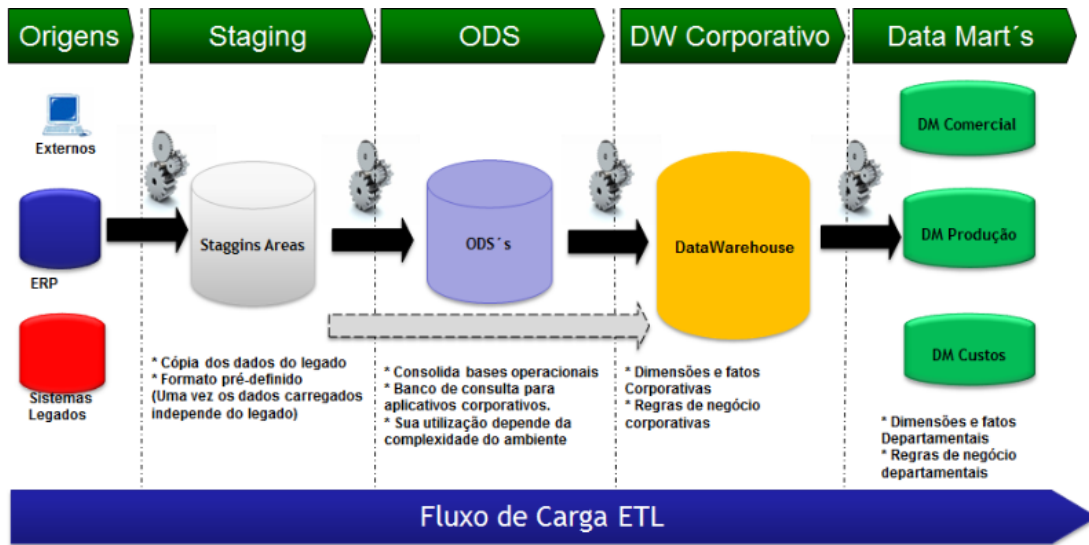 Origens
Staging
ODS
DW Corporativo
Data Mart´s
Externos
ERP
Sistemas
Legados
Staggins Areas
* Cópia dos dados do legado
* Formato pré-definido
(Uma vez os dados carregados
independe do legado)
ODS´s
* Consolida bases operacionais
* Banco de consulta para
aplicativos corporativos.
* Sua utilização depende da
complexidade do ambiente
DataWarehouse
* Dimensões e fatos
Corporativas
* Regras de negócio
corporativas
DM Comercial
DM Produção
DM Custos
* Dimensões e fatos
Departamentais
* Regras de negócio
departamentais
Fluxo de Carga ETL